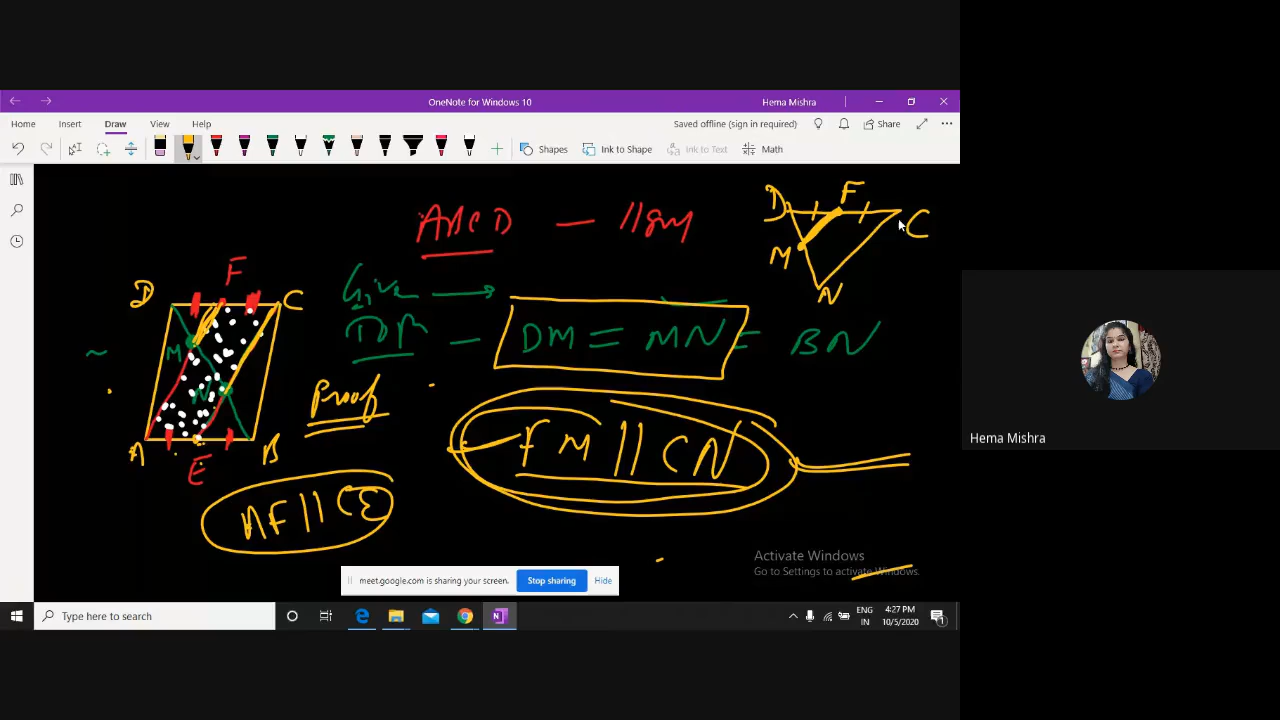 OneNote for Windows 10
Hema Mishra
Home Insert Draw View Help
Saved offline (sign in required)
Share
Shapes
Ink to Shape
Ink to Text
Math
ABCD — ||gm
D F C
M
N
F
D C
M
N
A B
E
Given →
TOP — DM = MN = BN
Proof
FM || CN
AF || CE
Hema Mishra
Activate Windows
Go to Settings to activate Windows.
meet.google.com is sharing your screen.
Stop sharing
Hide
Type here to search
ENG
IN
4:27 PM
10/5/2020
1